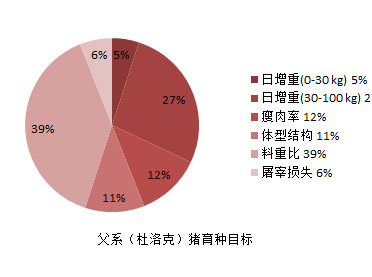 5%
6%
27%
39%
12%
11%
日增重(0-30 kg) 5%
日增重(30-100 kg) 2
瘦肉率 12%
体型结构 11%
料重比 39%
屠宰损失 6%
父系（杜洛克）猪育种目标